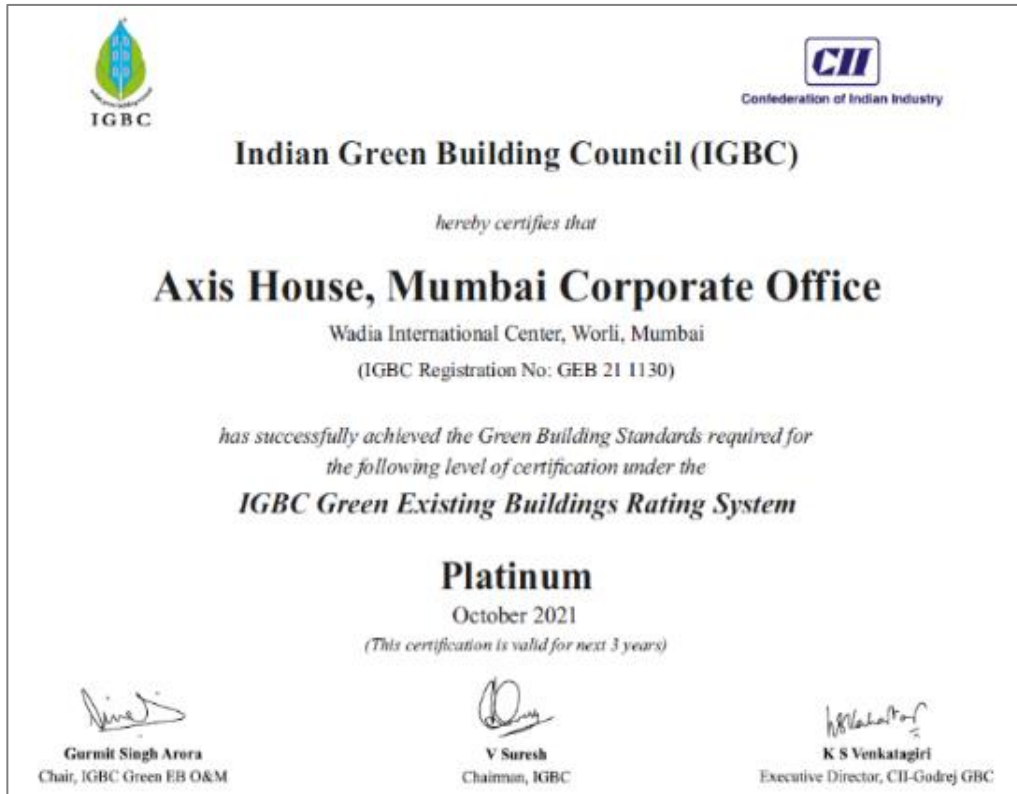 IGBC
CII
Confederation of Indian Industry
Indian Green Building Council (IGBC)
hereby certifies that
Axis House, Mumbai Corporate Office
Wadia International Center, Worli, Mumbai
(IGBC Registration No: GEB 21 1130)
has successfully achieved the Green Building Standards required for
the following level of certification under the
IGBC Green Existing Buildings Rating System
Platinum
October 2021
(This certification is valid for next 3 years)
Gurmit Singh Arora
Chair, IGBC Green EB O&M
V Suresh
Chairman, IGBC
K S Venkatagiri
Executive Director, CII-Godrej GBC